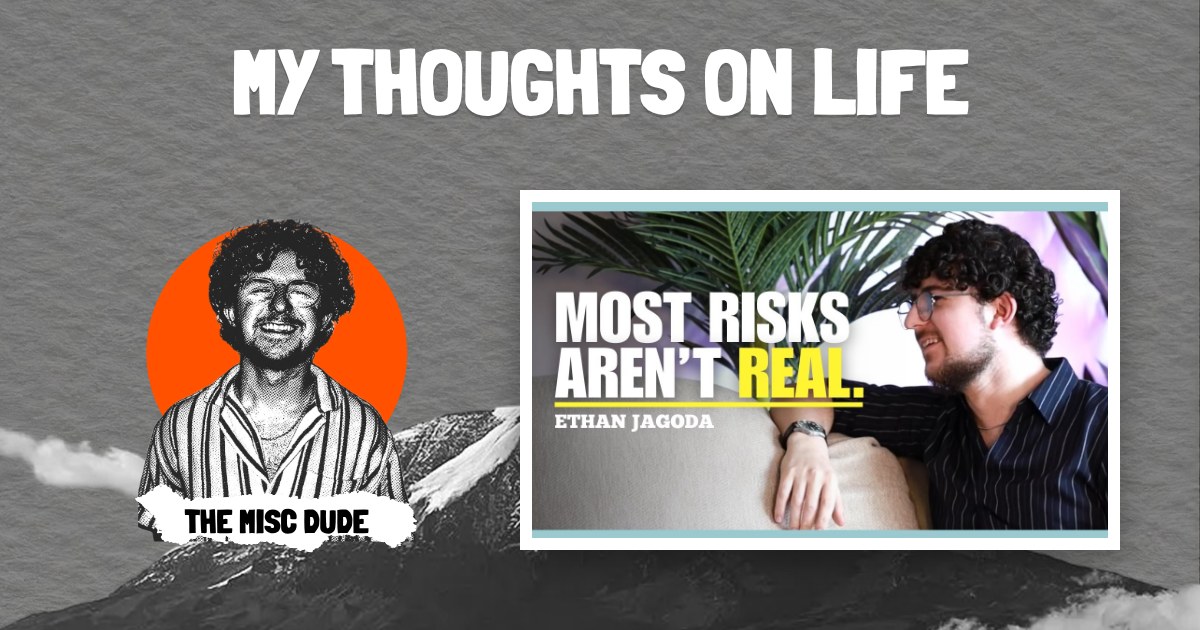 MY THOUGHTS ON LIFE
MOST RISKS
AREN'T REAL.
ETHAN JAGODA
THE MISC DUDE